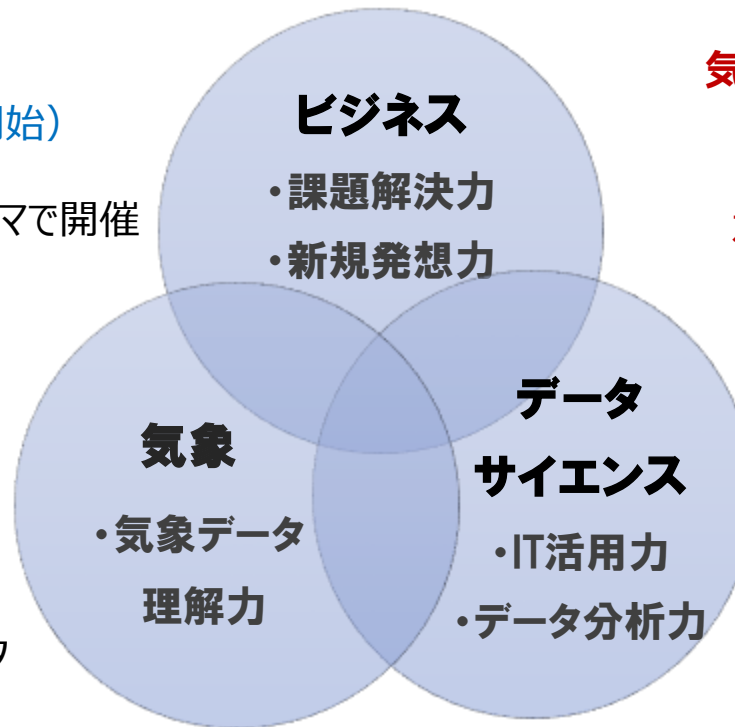 気
始）
ビジネス
・課題解決力
マで開催
・新規発想力
データ
気象
サイエンス
・気象データ
・IT活用力
理解力
・データ分析力